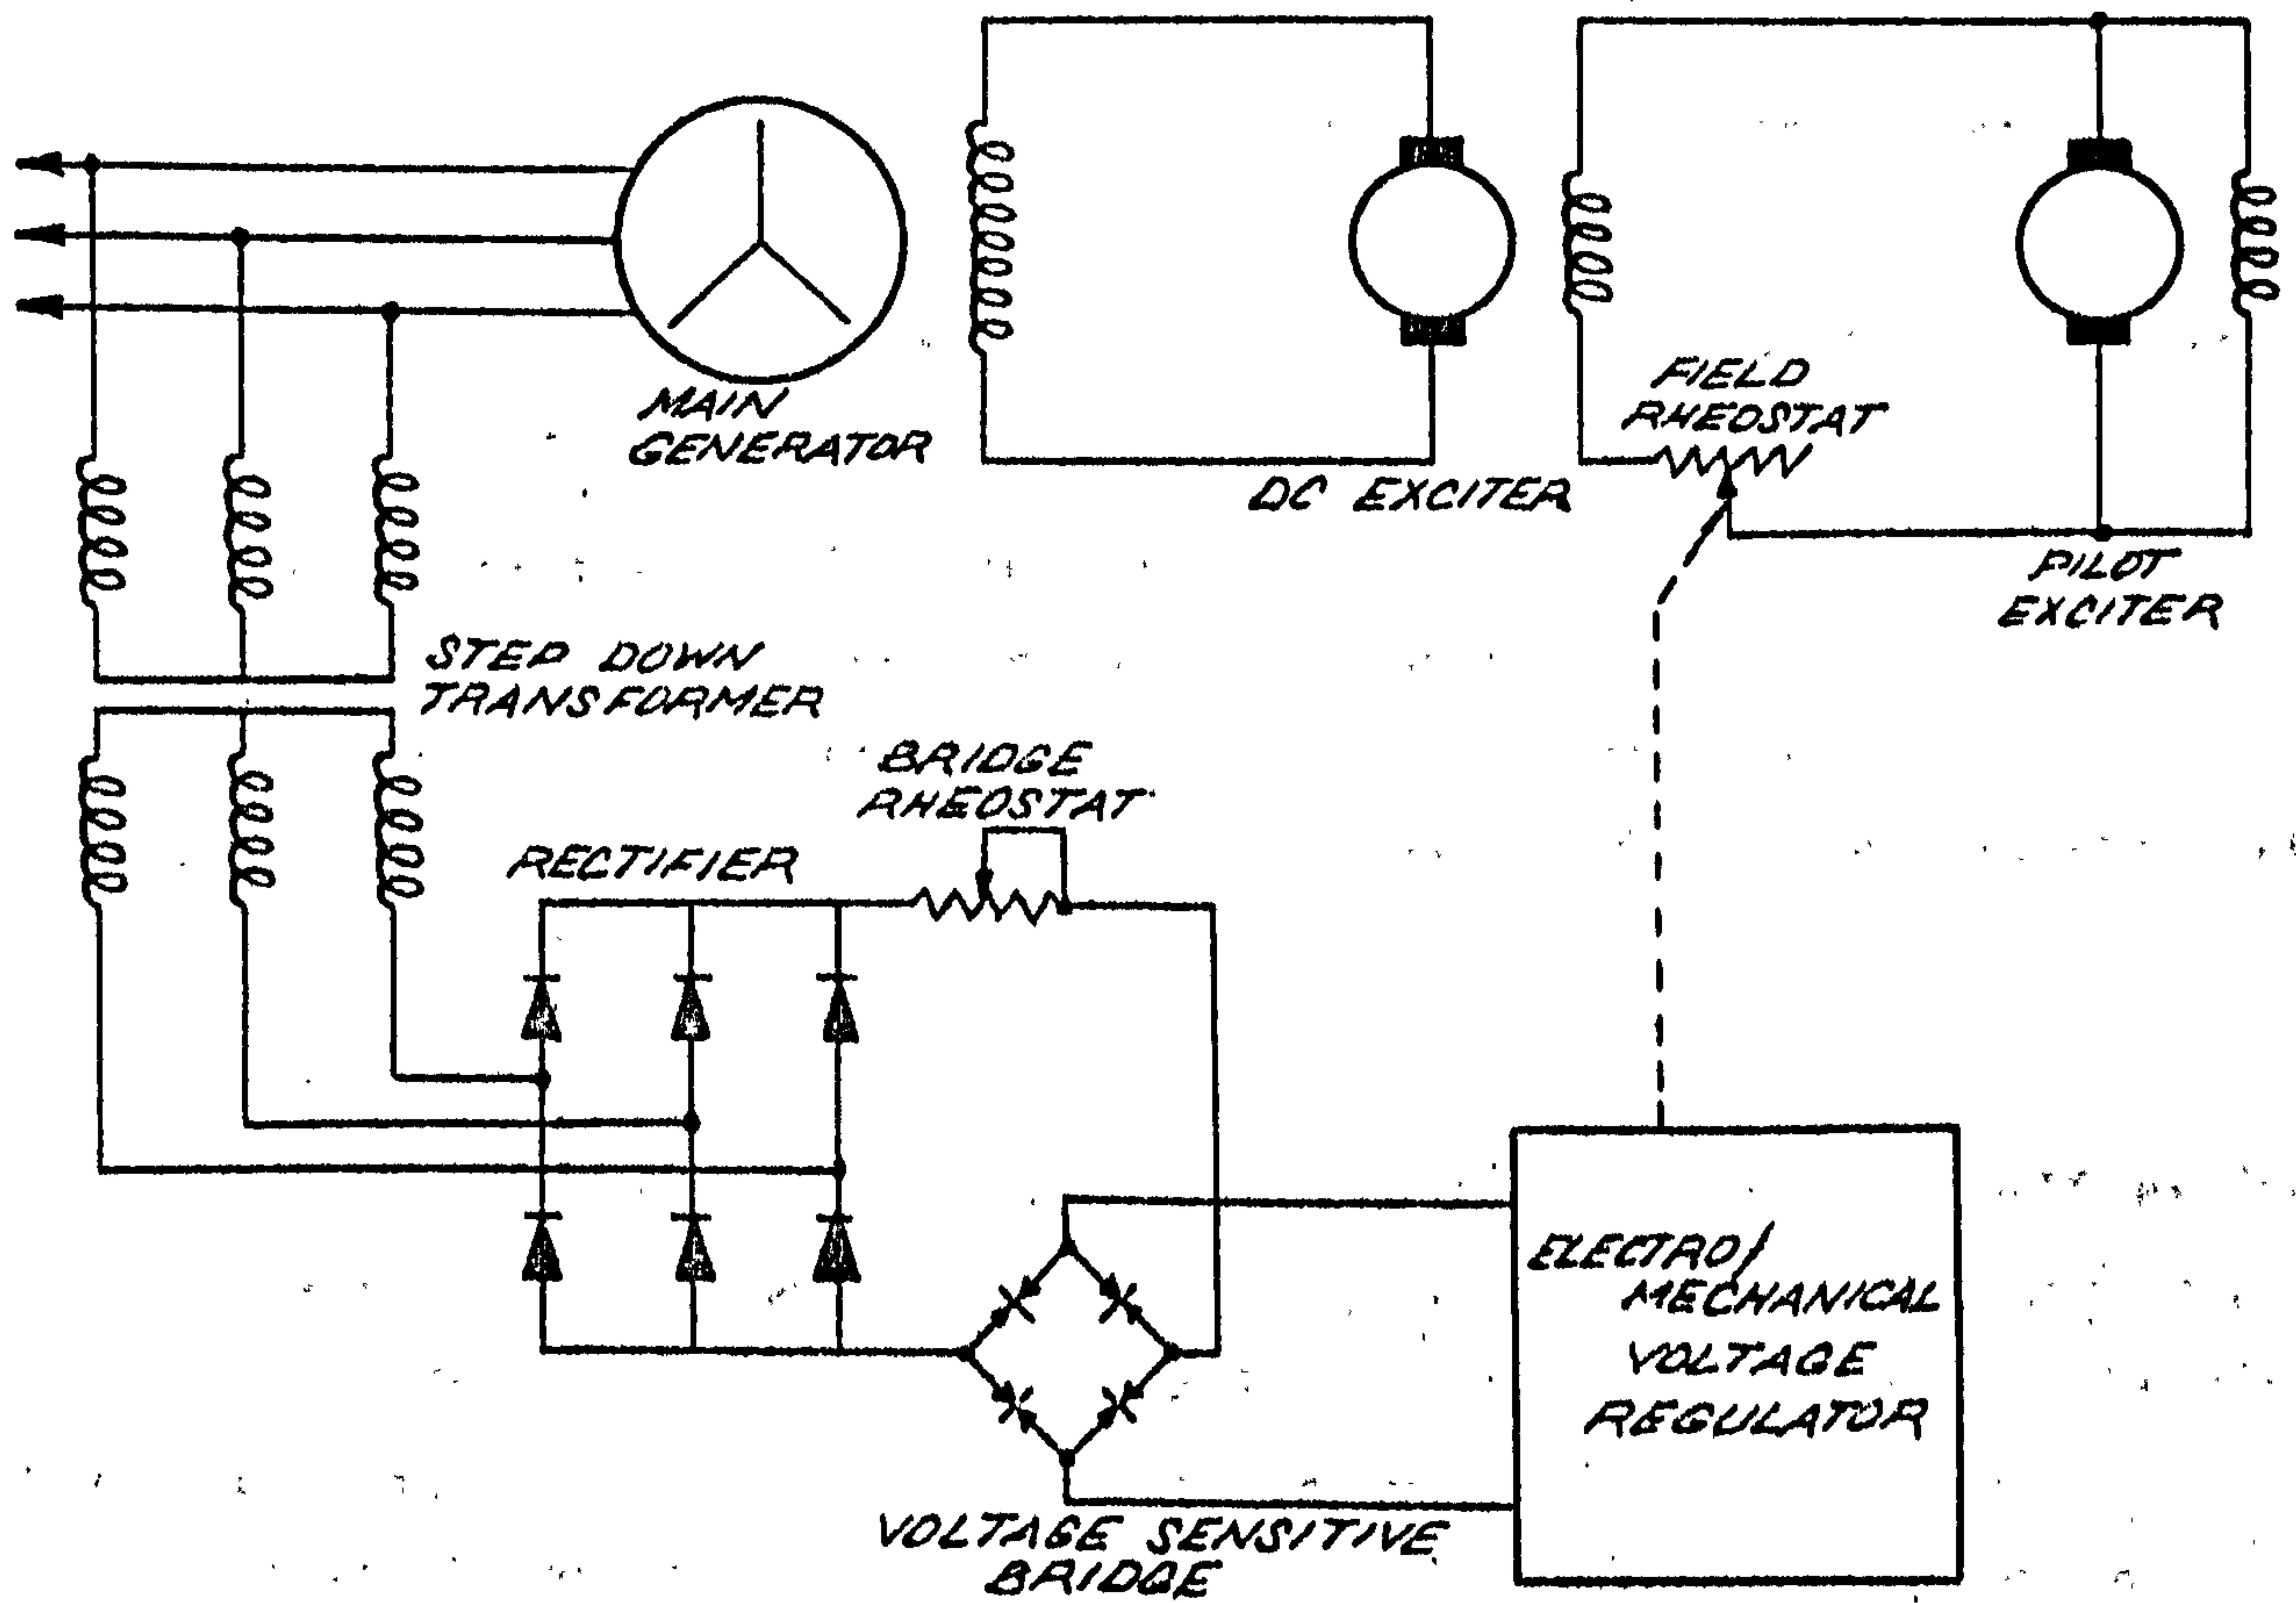 MAIN
GENERATOR
DC EXCITER
FIELD
RHEOSTAT
PILOT
EXCITER
STEP DOWN
TRANSFORMER
BRIDGE
RHEOSTAT
RECTIFIER
ELECTRO/
MECHANICAL
VOLTAGE
REGULATOR
VOLTAGE SENSITIVE
BRIDGE